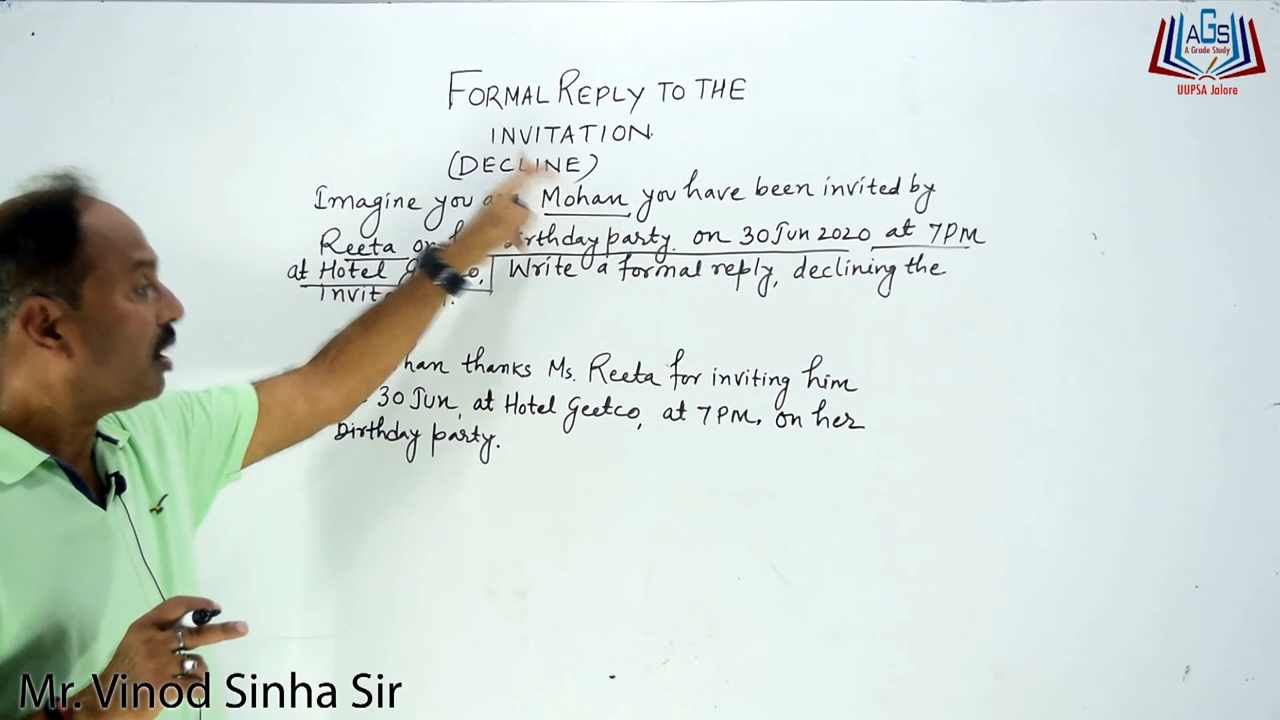 FORMAL REPLY TO THE
INVITATION.
(DECLINE)
Imagine you Mohan, you have been invited by
Reeta birthday party. on 30 Jun 2020 at 7PM
at Hotel Write a formal reply, declining the
thanks Ms. Reeta for inviting him
30 Jun, at Hotel Geetco, at 7PM, on her
Birthday party.
AGS
A Grade Study
UUPSA Jalore
Mr. Vinod Sinha Sir